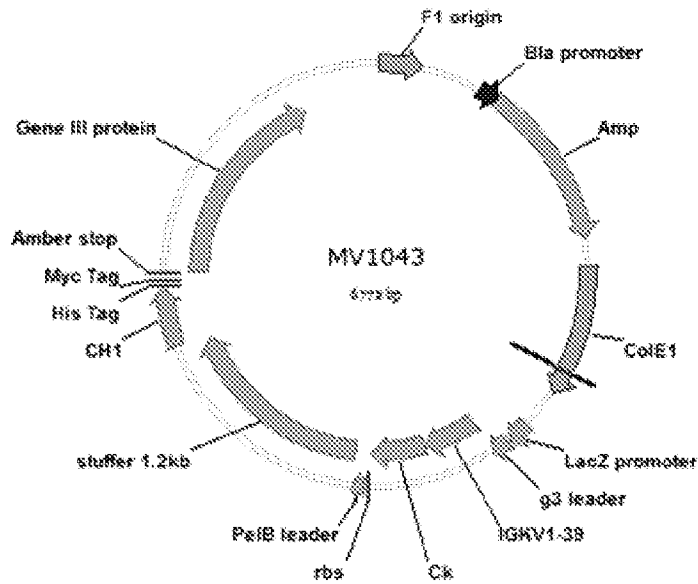 F1 origin
Bla promoter
Gene III protein
Amp
Amber stop
Myc Tag
His Tag
CH1
MV1043
ColE1
stuffer 1.2kb
LacZ promoter
g3 leader
PelB leader
IGKV1-39
rbs
Ck